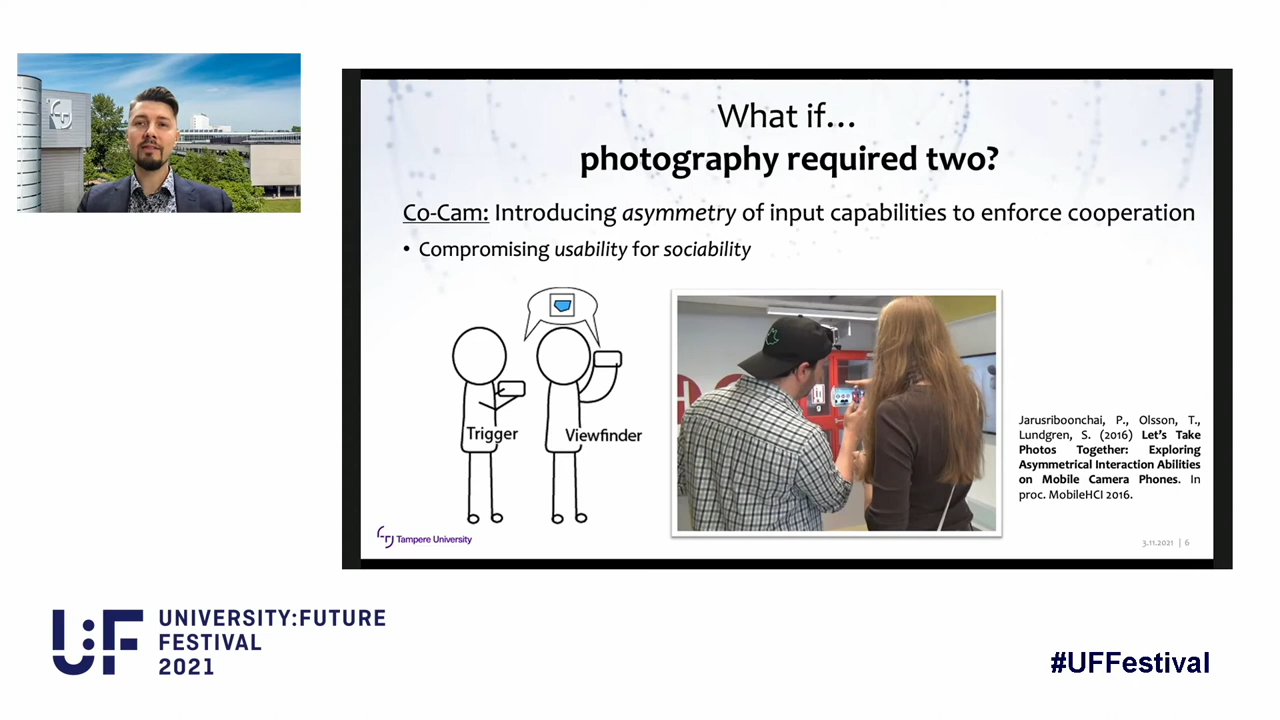 What if…
photography required two?
Co-Cam: Introducing asymmetry of input capabilities to enforce cooperation
• Compromising usability for sociability
Trigger
Viewfinder
Jarusriboonchai, P., Olsson, T.,
Lundgren, S. (2016) Let’s Take
Photos Together: Exploring
Asymmetrical Interaction Abilities
on Mobile Camera Phones. In
proc. MobileHCI 2016.
Tampere University
3.11.2021 | 6
U:F
UNIVERSITY:FUTURE
FESTIVAL
2021
#UFFestival